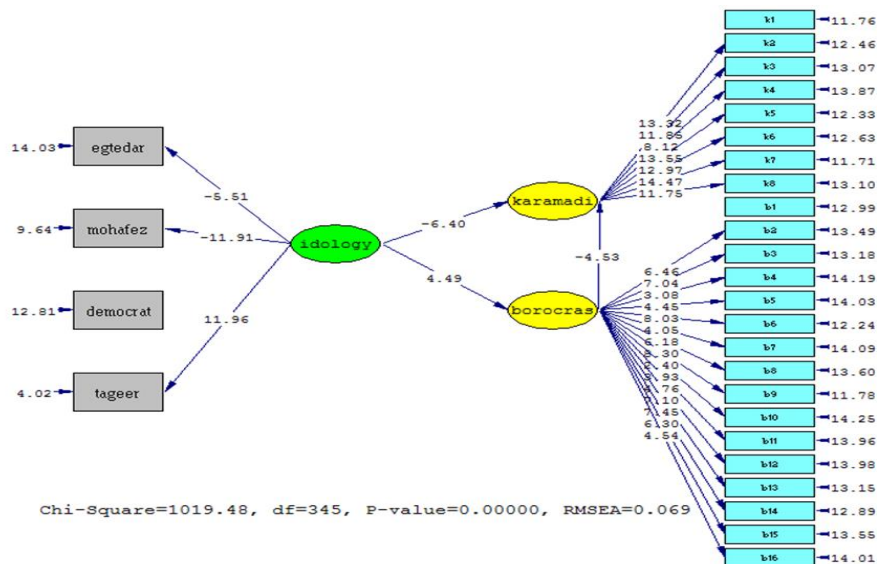 k1 11.76
k2 12.46
k3 13.07
k4 13.87
k5 12.33
k6 12.63
k7 11.71
k8 13.10
b1 12.99
b2 13.49
b3 13.18
b4 14.19
b5 14.03
b6 12.24
b7 14.09
b8 13.60
b9 11.78
b10 14.25
b11 13.96
b12 13.98
b13 13.15
b14 12.89
b15 13.55
b16 14.01
13.32
11.85
8.12
13.55
12.97
14.47
11.75
14.03 egtedar
9.64 mohafez
12.81 democrat
4.02 tageer
-5.51
-11.91
11.96
idology
-6.40
4.49
karamadi
-4.53
borocras
6.46
7.04
3.08
4.45
8.03
4.05
6.18
2.40
7.45
6.30
4.54
Chi-Square=1019.48, df=345, P-value=0.00000, RMSEA=0.069